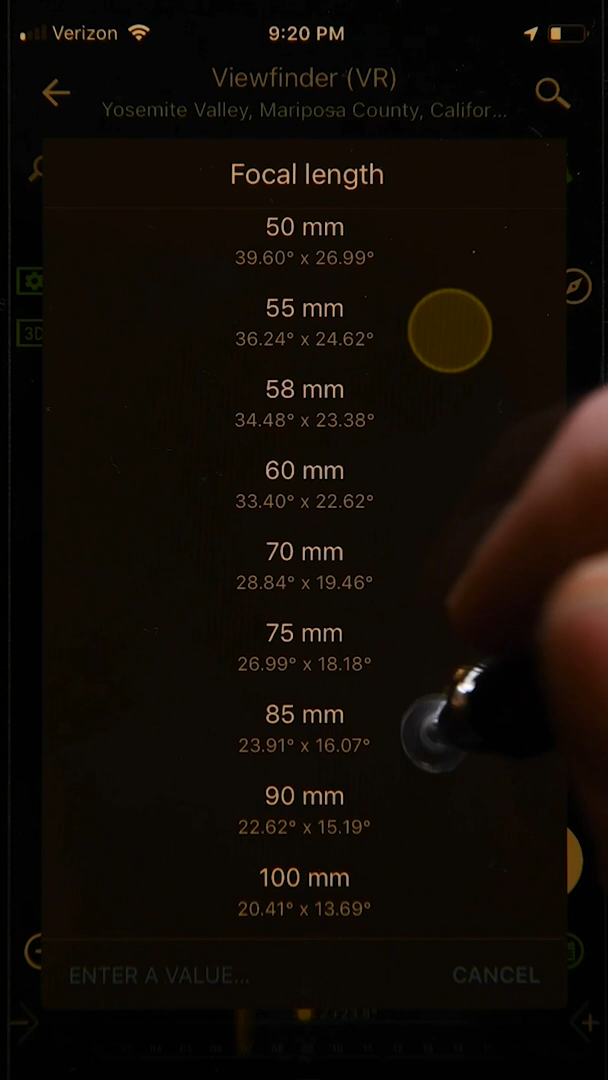 Verizon
9:20 PM
Viewfinder (VR)
Yosemite Valley, Mariposa County, Califor...
Focal length
50 mm
39.60° x 26.99°
55 mm
36.24° x 24.62°
3D
58 mm
34.48° x 23.38°
60 mm
33.40° x 22.62°
70 mm
28.84° x 19.46°
75 mm
26.99° x 18.18°
85 mm
23.91° x 16.07°
90 mm
22.62° x 15.19°
100 mm
20.41° x 13.69°
ENTER A VALUE...
CANCEL